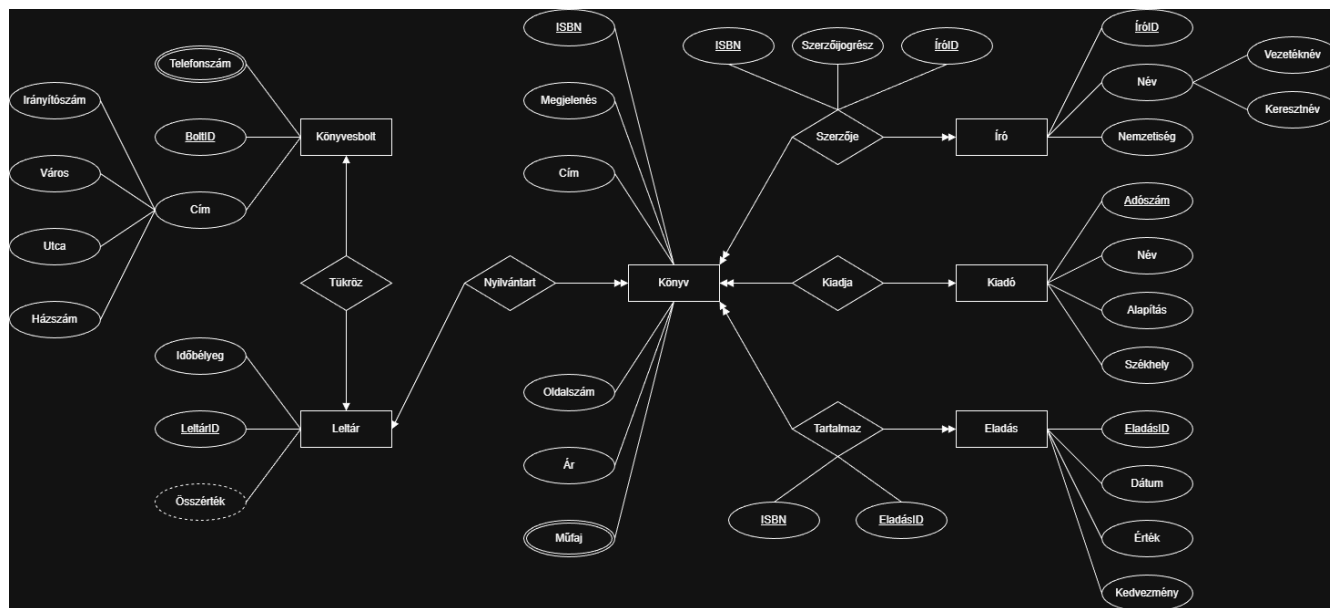 ISBN
Telefonszám
Megjelenés
Irányítószám
BoltID
Könyvesbolt
Cím
Város
Cím
Utca
Házszám
Tükröz
Nyilvántart
Könyv
Időbélyeg
LeltárID
Leltár
Összérték
Oldalszám
Ár
Műfaj
ISBN
Szerzőijogrész
ÍróID
Szerzője
Író
ÍróID
Név
Vezetéknév
Keresztnév
Nemzetiség
Kiadja
Kiadó
Adószám
Név
Alapítás
Székhely
Tartalmaz
Eladás
ISBN
EladásID
EladásID
Dátum
Érték
Kedvezmény